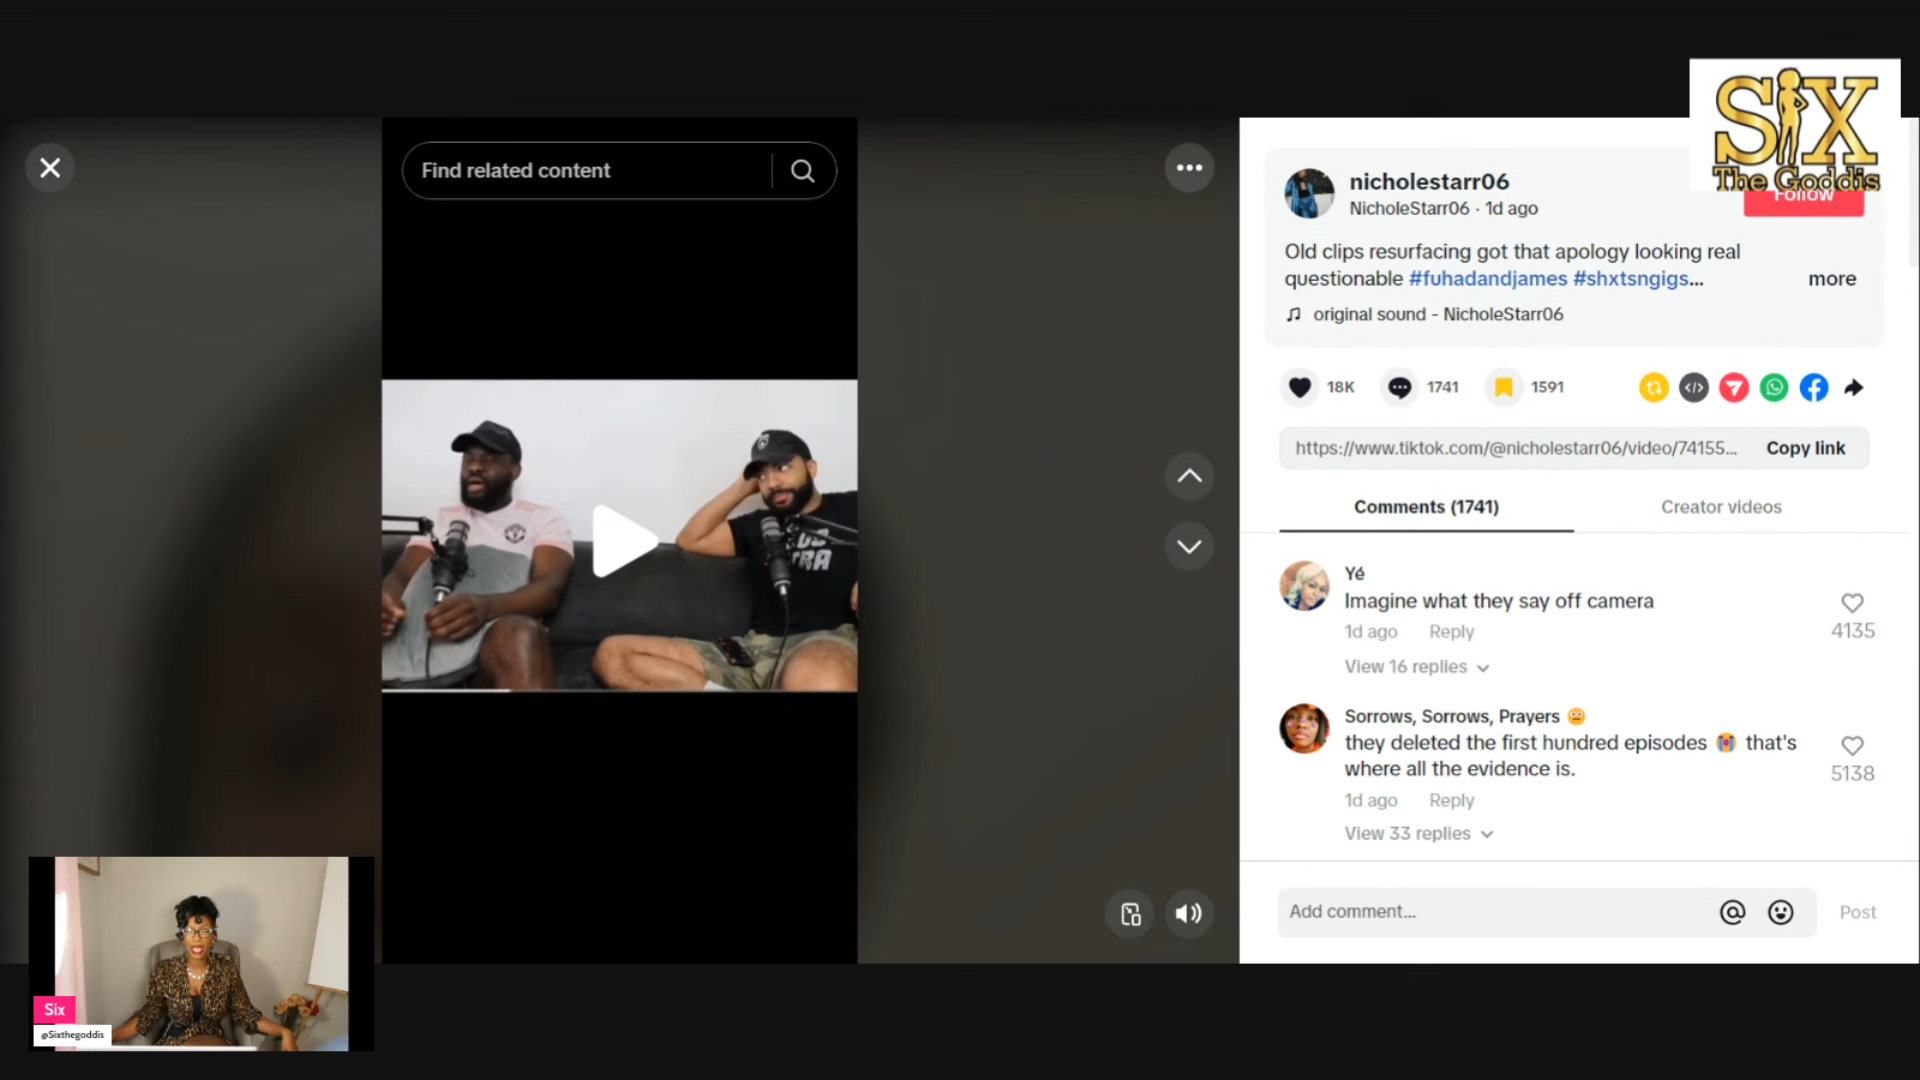 Find related content
SiX
The Goddis
nicholestarr06
NicholeStarr06 · 1d ago
Follow
Old clips resurfacing got that apology looking real
questionable #fuhadandjames #shxtsngigs...
more
original sound - NicholeStarr06
18K
1741
1591
https://www.tiktok.com/@nicholestarr06/video/74155...
Copy link
Comments (1741)
Creator videos
Yé
Imagine what they say off camera
4135
1d ago
Reply
View 16 replies
Sorrows, Sorrows, Prayers 😳
they deleted the first hundred episodes 😭 that's
where all the evidence is.
5138
1d ago
Reply
View 33 replies
Add comment...
Post
Six
@Sixthegoddis